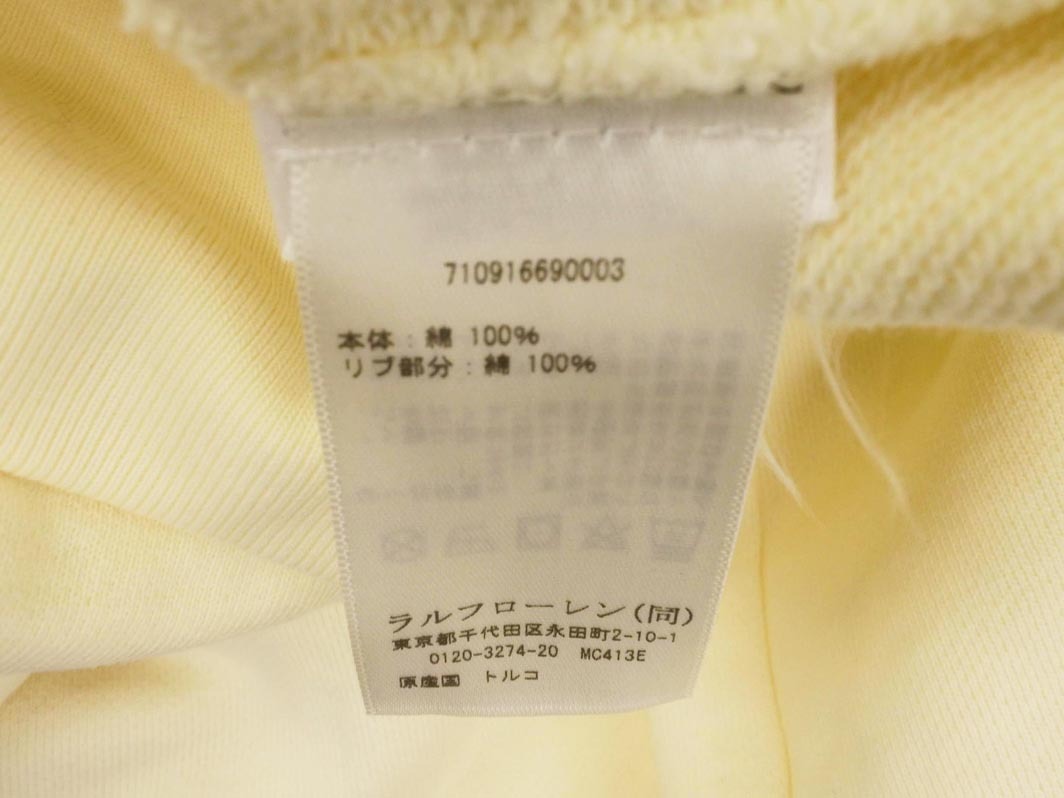 710916690003
本体：綿 100%
リブ部分：綿 100%
ラルフローレン(同)
東京都千代田区永田町2-10-1
0120-3274-20 MC413E
原産国 トルコ